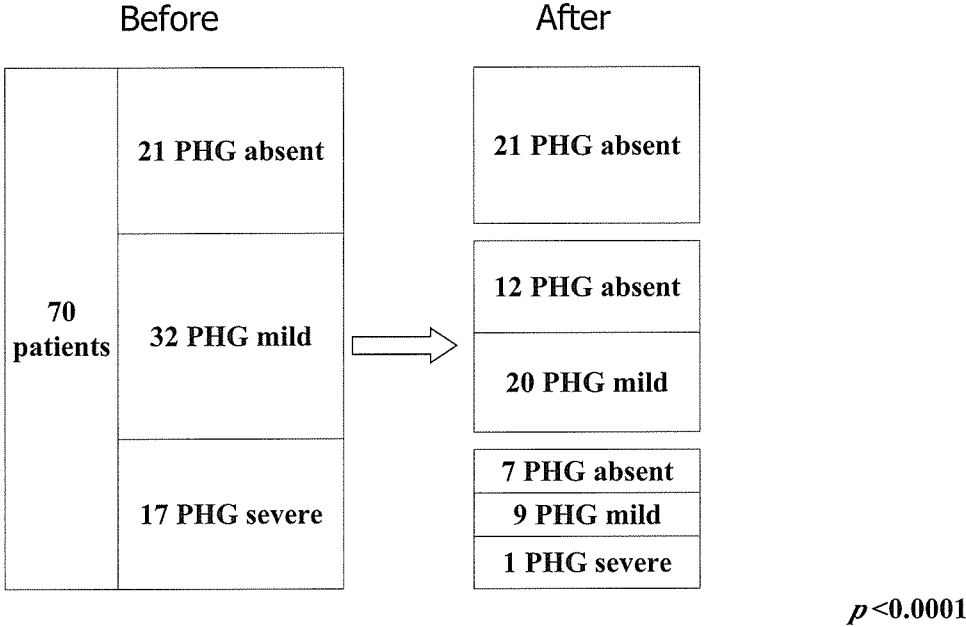 Before
After
70
patients
21 PHG absent
32 PHG mild
17 PHG severe
21 PHG absent
12 PHG absent
20 PHG mild
7 PHG absent
9 PHG mild
1 PHG severe
p<0.0001